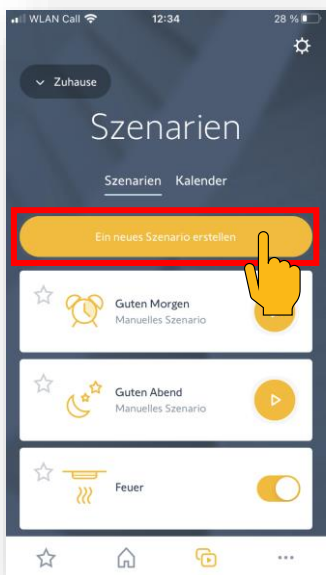 WLAN Call 12:34 28 %
Zuhause
Szenarien
Szenarien Kalender
Ein neues Szenario erstellen
Guten Morgen
Manuelles Szenario
Guten Abend
Manuelles Szenario
Feuer